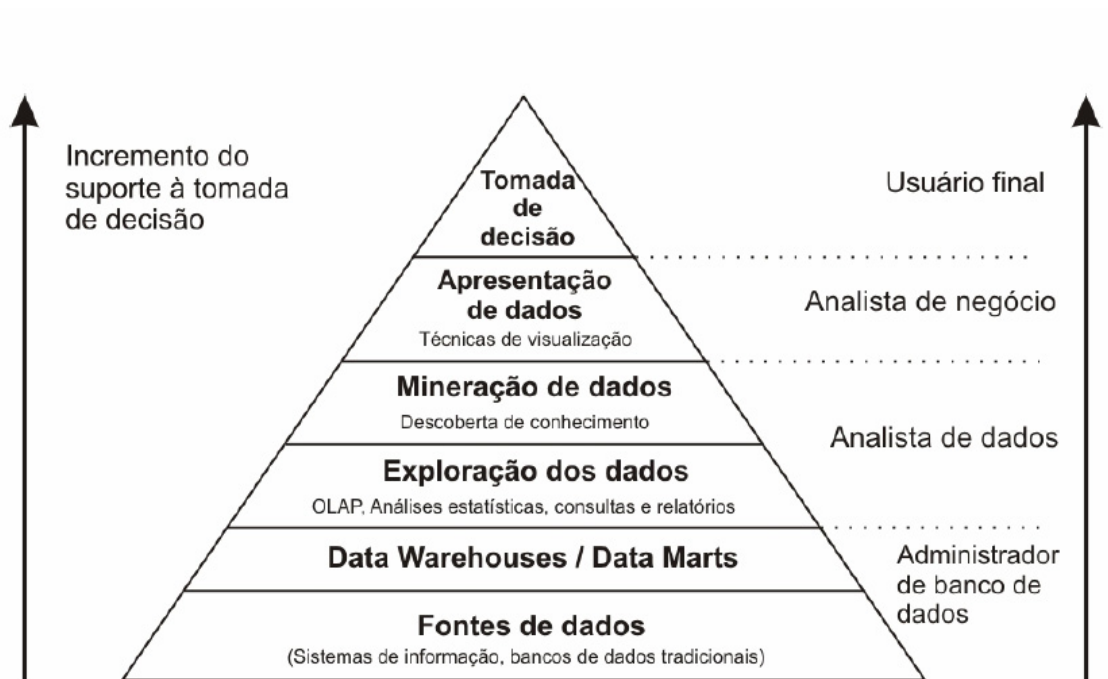 Incremento do
suporte à tomada
de decisão
Tomada
de
decisão
Usuário final
Apresentação
de dados
Técnicas de visualização
Analista de negócio
Mineração de dados
Descoberta de conhecimento
Analista de dados
Exploração dos dados
OLAP, Análises estatísticas, consultas e relatórios
Data Warehouses / Data Marts
Administrador
de banco de
dados
Fontes de dados
(Sistemas de informação, bancos de dados tradicionais)